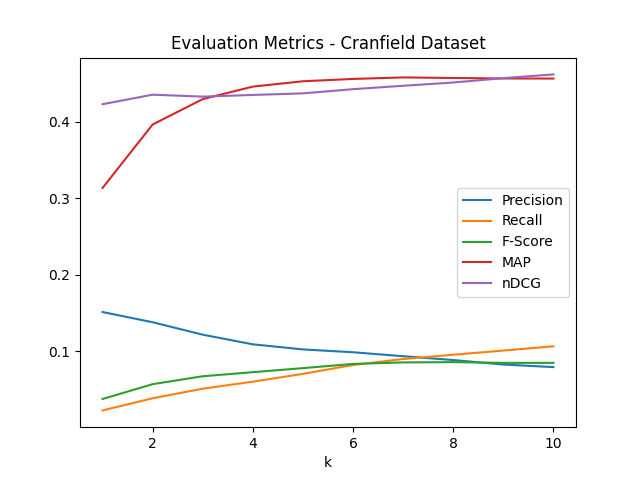 Evaluation Metrics - Cranfield Dataset
0.4
0.3
0.2
0.1
Precision
Recall
F-Score
MAP
nDCG
2 4 6 8 10
k